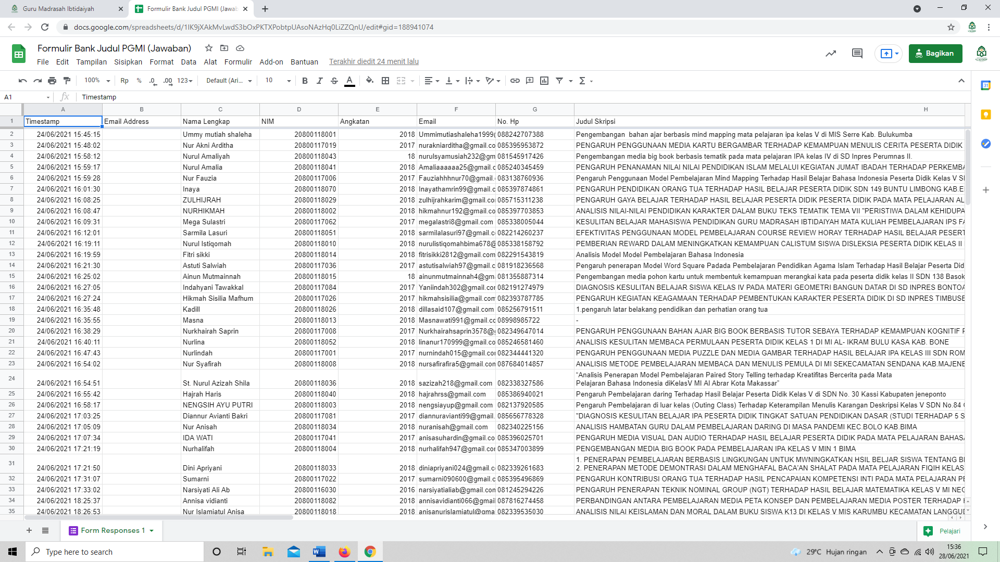 Guru Madrasah Ibtidaiyah
Formulir Bank Judul PGMI (Jawab
docs.google.com/spreadsheets/d/1IK9jXAkMvLwdS3bOxPKTXPobtpUAsoNAzHq0LiZZQnU/edit#gid=188941074
Formulir Bank Judul PGMI (Jawaban)
File Edit Tampilan Sisipkan Format Data Alat Formulir Add-on Bantuan Terakhir diedit 24 menit lalu
Bagikan
100% Rp % .0 .00 123 Default (Ari... 10 B I S A
A1 fx Timestamp
A B C D E F G H
1 Timestamp Email Address Nama Lengkap NIM Angkatan Email No. Hp Judul Skripsi
2 24/06/2021 15:45:15 Ummy mutiah shaleha 20800118001 2018 Ummimutiashaleha1999( 088242707388 Pengembangan bahan ajar berbasis mind mapping mata pelajaran ipa kelas V di MIS Serre Kab. Bulukumba
3 24/06/2021 15:48:02 Nur Akni Arditha 20800117019 2017 nurakniarditha@gmail.co 085395953872 PENGARUH PENGGUNAAN MEDIA KARTU BERGAMBAR TERHADAP KEMAMPUAN MENULIS CERITA PESERTA DIDIK
4 24/06/2021 15:58:12 Nurul Amaliyah 20800118043 18 nurulsyamusiah232@gm 081545917426 Pengembangan media big book berbasis tematik pada mata pelajaran IPA kelas IV di SD Inpres Perumnas II.
5 24/06/2021 15:59:17 Nurul Amalia 20800118041 2018 Amaliaaaaaa25@gmail.c 085240345459 PENGARUH PENANAMAN NILAI NILAI PENDIDIKAN ISLAM MELALUI KEGIATAN JUMAT IBADAH TERHADAP PERKEMBA
6 24/06/2021 15:59:28 Nur Fauzia 20800117006 2017 Fauziahhhnur70@gmail. 083138760936 Pengaruh Penggunaan Model Pembelajaran Mind Mapping Terhadap Hasil Belajar Bahasa Indonesia Peserta Didik Kelas V SI
7 24/06/2021 16:01:30 Inaya 20800118070 2018 Inayathamrin99@gmail.c 085397874861 PENGARUH PENDIDIKAN ORANG TUA TERHADAP HASIL BELAJAR PESERTA DIDIK SDN 149 BUNTU LIMBONG KAB.E
8 24/06/2021 16:08:25 ZULHIJRAH 20800118029 2018 zulhijrahkarim@gmail.co 085715311238 PENGARUH GAYA BELAJAR TERHADAP HASIL BELAJAR PESERTA DIDIK PESERTA DIDIK PADA MATA PELAJARAN AL
9 24/06/2021 16:08:47 NURHIKMAH 20800118002 2018 hikmahnur192@gmail.co 085397703853 ANALISIS NILAI-NILAI PENDIDIKAN KARAKTER DALAM BUKU TEKS TEMATIK TEMA VII "PERISTIWA DALAM KEHIDUPA
10 24/06/2021 16:09:31 Mega Sulastri 20800117062 2017 megalastri8@gmail.com 085338005044 KESULITAN BELAJAR MAHASISWA PENDIDIKAN GURU MADRASAH IBTIDAIYAH MATA KULIAH PEMBELAJARAN IPS FA
11 24/06/2021 16:12:01 Sarmila Lasuri 20800118051 2018 sarmilalasuri97@gmail.c 082214260237 EFEKTIVITAS PENGGUNAAN MODEL PEMBELAJARAN COURSE REVIEW HORAY TERHADAP HASIL BELAJAR PESERT
12 24/06/2021 16:19:11 Nurul Istiqomah 20800118010 2018 nurulistiqomahbima678@ 085338158792 PEMBERIAN REWARD DALAM MENINGKATKAN KEMAMPUAN CALISTUM SISWA DISLEKSIA PESERTA DIDIK KELAS II
13 24/06/2021 16:19:59 Fitri sikki 20800118014 2018 fitrisikki2812@gmail.com 082291543819 Analisis Model Model Pembelajaran Bahasa Indonesia
14 24/06/2021 16:21:30 Astuti Salwiah 20800117036 2017 astutisalwiah97@gmail.c 081918236568 Pengaruh penerapan Model Word Square Padada Pembelajaran Pendidikan Agama Islam Terhadap Hasil Belajar Peserta Did
15 24/06/2021 16:25:02 Ainun Mutmainnah 20800118015 18 ainunmutmainnah4@gm 081355887314 Pengembangan media pohon kartu untuk membentuk kemampuan merangkai kata pada peserta didik kelas II SDN 138 Basok
16 24/06/2021 16:27:05 Indahyani Tawakkal 20800117084 2017 Yaniindah302@gmail.cor 082191274979 DIAGNOSIS KESULITAN BELAJAR SISWA KELAS IV PADA MATERI GEOMETRI BANGUN DATAR DI SD INPRES BONTOA
17 24/06/2021 16:27:24 Hikmah Sisilia Mafhum 20800117026 2017 hikmahsisilia@gmail.com 082393787785 PENGARUH KEGIATAN KEAGAMAAN TERHADAP PEMBENTUKAN KARAKTER PESERTA DIDIK DI SD INPRES TIMBUSE
18 24/06/2021 16:35:48 Kadill 20800118026 2018 dillasaid107@gmail.com 085256791511 1.pengaruh latar belakang pendidikan dan perhatian orang tua
19 24/06/2021 16:35:55 Masna 20800118013 2018 Masnawati991@gmail.cc 08998985722 -
20 24/06/2021 16:38:29 Nurkhairah Saprin 20800117008 2017 Nurkhairahsaprin3578@g 082349647014 PENGARUH PENGGUNAAN BAHAN AJAR BIG BOOK BERBASIS TUTOR SEBAYA TERHADAP KEMAMPUAN KOGNITIF F
21 24/06/2021 16:40:11 Nurlina 20800118052 2018 linanur170999@gmail.co 085246581460 ANALISIS KESULITAN MEMBACA PERMULAAN PESERTA DIDIK KELAS 1 DI MI AL- IKRAM BULU KASA KAB. BONE
22 24/06/2021 16:47:43 Nurlindah 20800117001 2017 nurnindah015@gmail.co 082344441320 PENGARUH PENGGUNAAN MEDIA PUZZLE DAN MEDIA GAMBAR TERHADAP HASIL BELAJAR IPA KELAS III SDN ROM
23 24/06/2021 16:54:02 Nur Syafirah 20800118008 2018 nursafirafira5@gmail.con 087684014857 ANALISIS METODE PEMBELAJARAN MEMBACA DAN MENULIS PEMULA DI MI SEKECAMATAN SENDANA KAB.MAJENE
“Analisis Penerapan Model Pembelajaran Paired Story Telling terhadap Kreatifitas Bercerita pada Mata
24 24/06/2021 16:54:51 St. Nurul Azizah Shila 20800118036 2018 sazizah218@gmail.com 082338327586 Pelajaran Bahasa Indonesia diKelasV MI Al Abrar Kota Makassar”
25 24/06/2021 16:55:42 Hajrah Haris 20800118040 2018 hajrahrss@gmail.com 085386940021 Pengaruh Pembelajaran daring Terhadap Hasil Belajar Peserta Didik Kelas V di SDN No. 30 Kassi Kabupaten jeneponto
26 24/06/2021 16:58:17 NENGSIH AYU PUTRI 20800118003 2018 nengsiayup@gmail.com 082137920585 Pengaruh Pembelajaran di luar kelas (Outing Class) Terhadap Keterampilan Menulis Karangan Deskripsi Kelas V SDN No.84
27 24/06/2021 17:03:25 Diannur Avianti Bakri 20800117081 2017 diannuravianti99@gmail. 085656778328 "DIAGNOSIS KESULITAN BELAJAR IPA PESERTA DIDIK TINGKAT SATUAN PENDIDIKAN DASAR (STUDI TERHADAP 5 S
28 24/06/2021 17:05:09 Nur Anisah 20800118034 2018 nuranisah@gmail.com 082340225156 ANALISIS HAMBATAN GURU DALAM PEMBELAJARAN DARING DI MASA PANDEMI KEC.BOLO KAB.BIMA
29 24/06/2021 17:07:34 IDA WATI 20800117041 2017 anisasuhardin@gmail.co 085396025701 PENGARUH MEDIA VISUAL DAN AUDIO TERHADAP HASIL BELAJAR PESERTA DIDIK PADA MATA PELAJARAN BAHASA
30 24/06/2021 17:21:19 Nurhalifah 20800118004 2018 nurhalifah947@gmail.cor 085347003899 PENGEMBANGAN MEDIA BIG BOOK PADA PEMBELAJARAN IPA KELAS V MIN 1 BIMA
1. PENERAPAN PEMBELAJARAN BERBASIS LINGKUNGAN UNTUK MWNINGKATKAN HSIL BELJAR SISWA TENTANG BE
31 24/06/2021 17:21:50 Dini Apriyani 20800118033 2018 diniapriyani024@gmail.c 082339261683 2. PENERAPAN METODE DEMONTRASI DALAM MENGHAFAL BACA'AN SHALAT PADA MATA PELAJARAN FIQIH KELAS
32 24/06/2021 17:31:07 Sumarni 20800117022 2017 sumarni090600@gmail.c 085395496869 PENGARUH KONTRIBUSI ORANG TUA TERHADAP HASIL PENCAPAIAN KOMPETENSI INTI PADA MATA PELAJARAN PE
33 24/06/2021 17:33:02 Narsiyati Ali Ab 20800116030 2016 narsiyatialiab@gmail.con 081245294226 PENGARUH PENERAPAN TEKNIK NOMINAL GROUP (NGT) TERHADAP HASIL BELAJAR MATEMATIKA KELAS V MI NEG
34 24/06/2021 18:25:37 Annisa vidianti 20800118082 2018 annisavidianti066@gmail 087816274458 PERBANDINGAN ANTARA PEMBELAJARAN MEDIA PETA KONSEP DAN PEMBELAJARAN MEDIA POSTER TERHADAP
35 24/06/2021 18:26:53 Nur Islamiatul Anisa 20800118018 2018 anisanurislamiatul@gma 082339535030 ANALISIS NILAI KEISLAMAN DAN MORAL DALAM BUKU SISWA K13 DI KELAS V MIS KARUMBU KECAMATAN LANGGUD
Form Responses 1
Pelajari
Type here to search
29°C Hujan ringan
15:36
28/06/2021